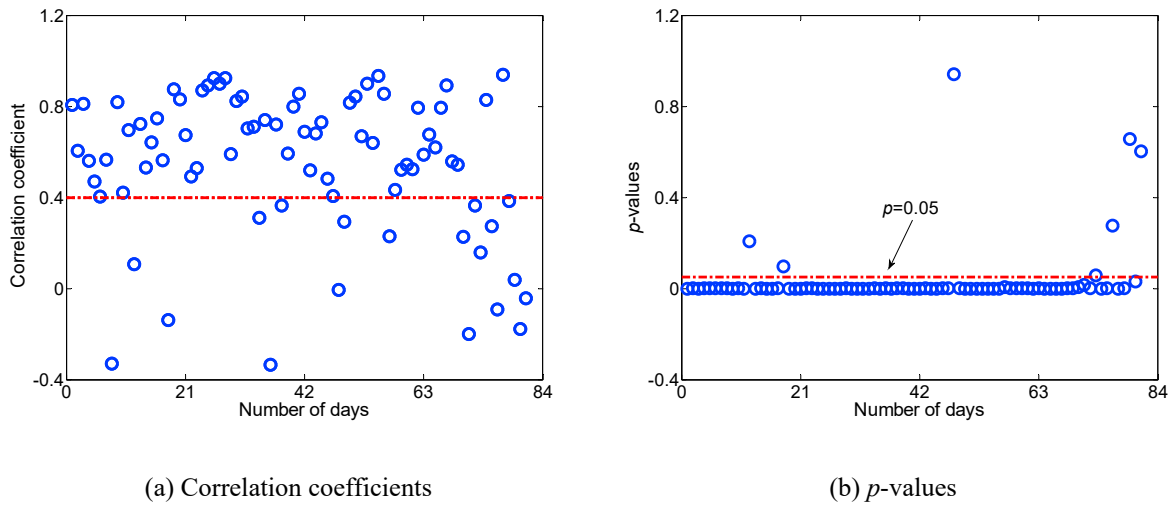 1.2
0.8
0.4
0
-0.4
Correlation coefficient
0 21 42 63 84
Number of days
(a) Correlation coefficients
1.2
0.8
0.4
0
-0.4
p-values
p=0.05
0 21 42 63 84
Number of days
(b) p-values